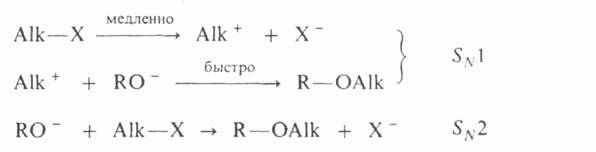 медленно
Alk—X ⟶ Alk⁺ + X⁻
S_N1
быстро
Alk⁺ + RO⁻ ⟶ R—OAlk
RO⁻ + Alk—X → R—OAlk + X⁻ S_N2